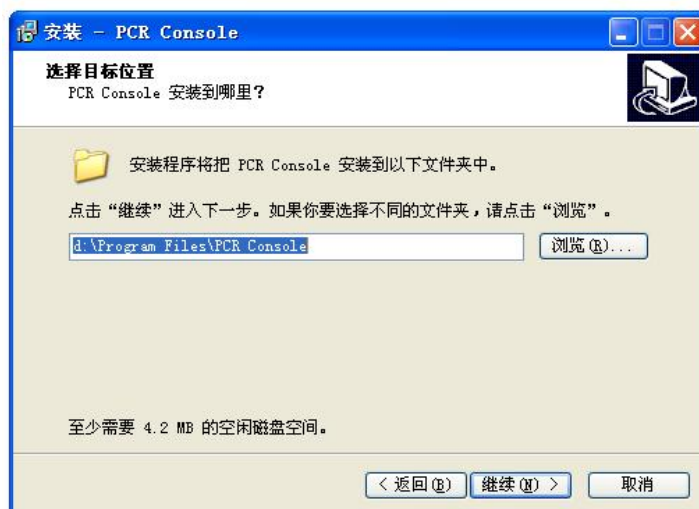 安装 - PCR Console
选择目标位置
PCR Console 安装到哪里?
安装程序将把 PCR Console 安装到以下文件夹中。
点击“继续”进入下一步。如果你要选择不同的文件夹,请点击“浏览”。
d:\Program Files\PCR Console
浏览(R)...
至少需要 4.2 MB 的空闲磁盘空间。
< 返回(B)
继续(N) >
取消